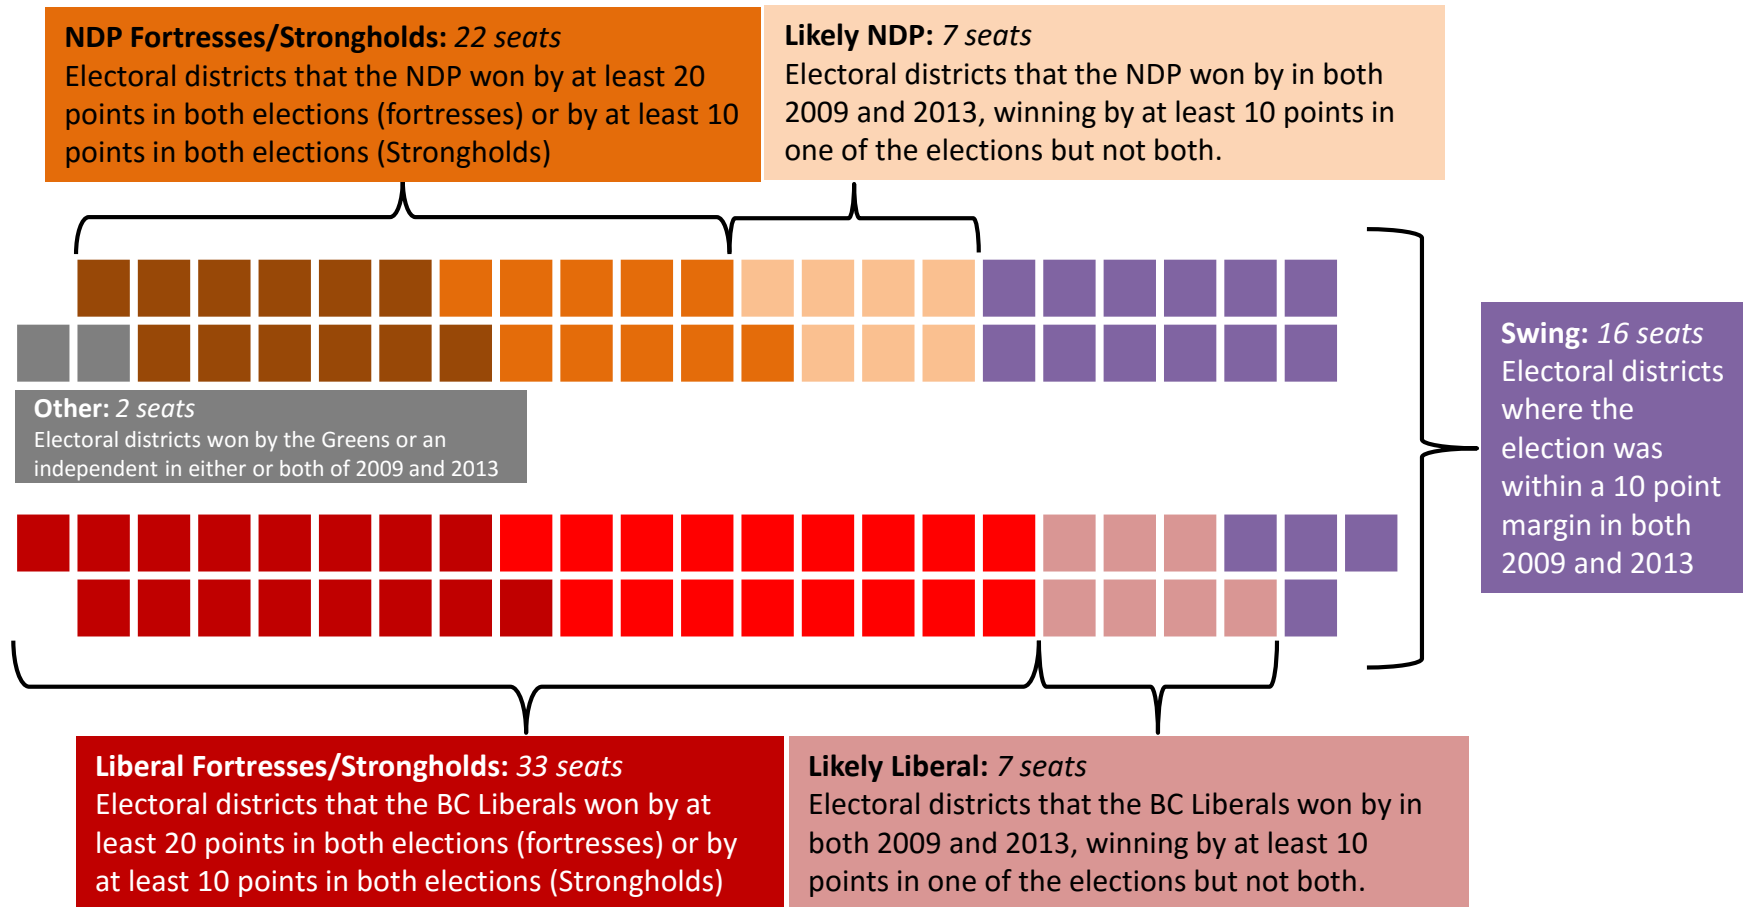 NDP Fortresses/Strongholds: 22 seats
Electoral districts that the NDP won by at least 20
points in both elections (fortresses) or by at least 10
points in both elections (Strongholds)
Likely NDP: 7 seats
Electoral districts that the NDP won by in both
2009 and 2013, winning by at least 10 points in
one of the elections but not both.
Other: 2 seats
Electoral districts won by the Greens or an
independent in either or both of 2009 and 2013
Swing: 16 seats
Electoral districts
where the
election was
within a 10 point
margin in both
2009 and 2013
Liberal Fortresses/Strongholds: 33 seats
Electoral districts that the BC Liberals won by at
least 20 points in both elections (fortresses) or by
at least 10 points in both elections (Strongholds)
Likely Liberal: 7 seats
Electoral districts that the BC Liberals won by in
both 2009 and 2013, winning by at least 10
points in one of the elections but not both.